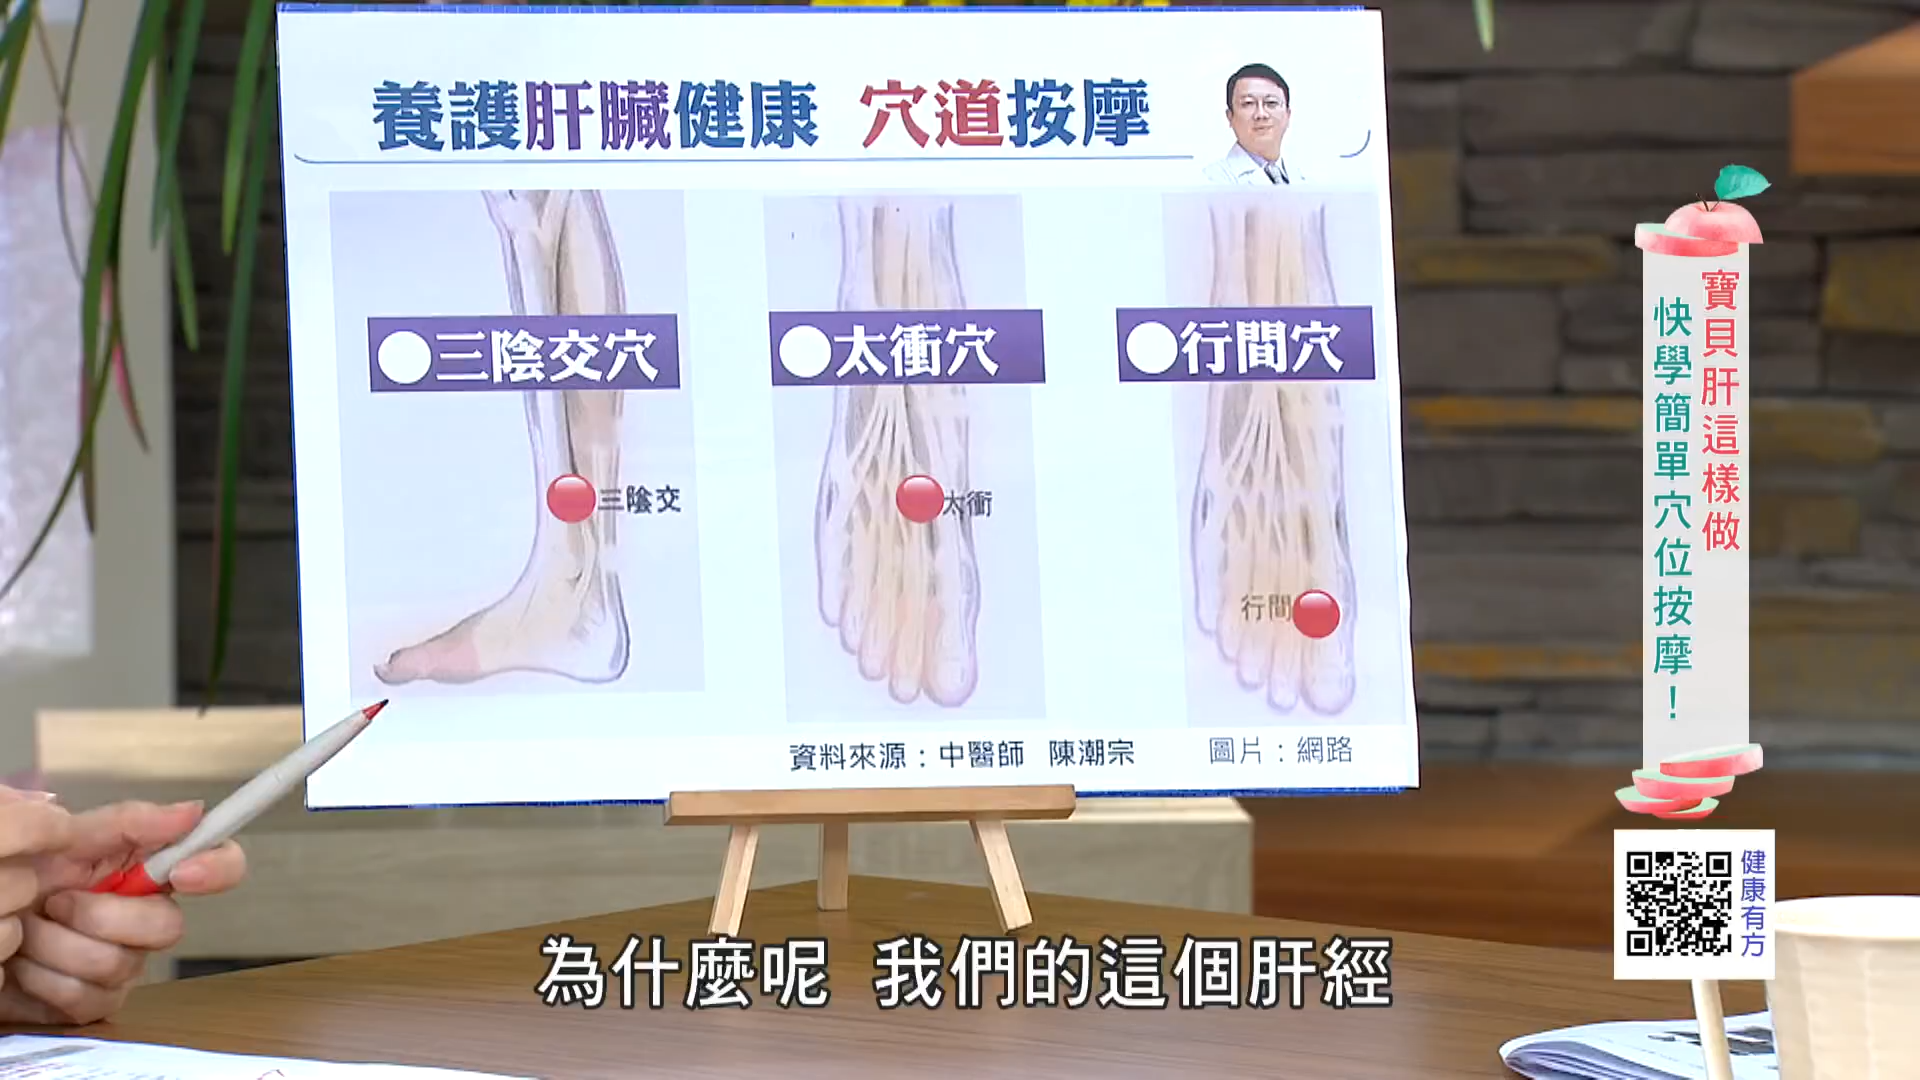 養護肝臟健康 穴道按摩
●三陰交穴
●太衝穴
●行間穴
三陰交
太衝
行間
資料來源：中醫師 陳潮宗
圖片：網路
寶貝肝這樣做
快學簡單穴位按摩！
健康有方
為什麼呢 我們的這個肝經